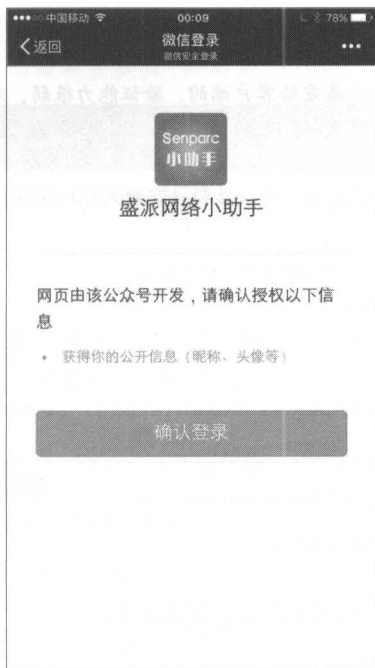 中国移动 00:09 78%
返回 微信登录
微信安全登录
Senparc
小助手
盛派网络小助手
网页由该公众号开发，请确认授权以下信
息
• 获得你的公开信息（昵称、头像等）
确认登录